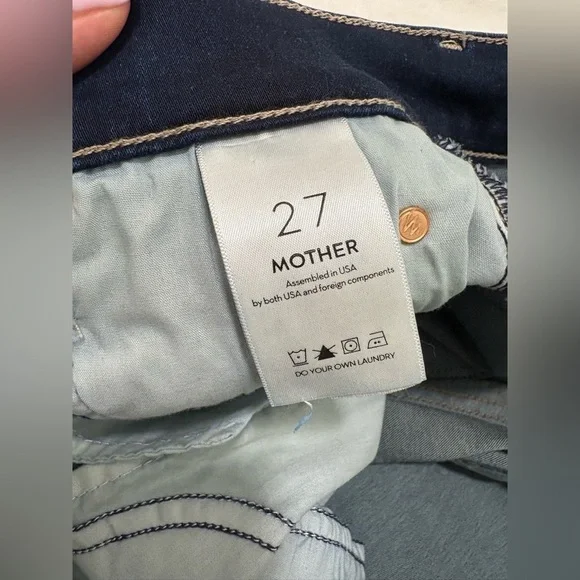 27
MOTHER
Assembled in USA
by both USA and foreign components
DO YOUR OWN LAUNDRY